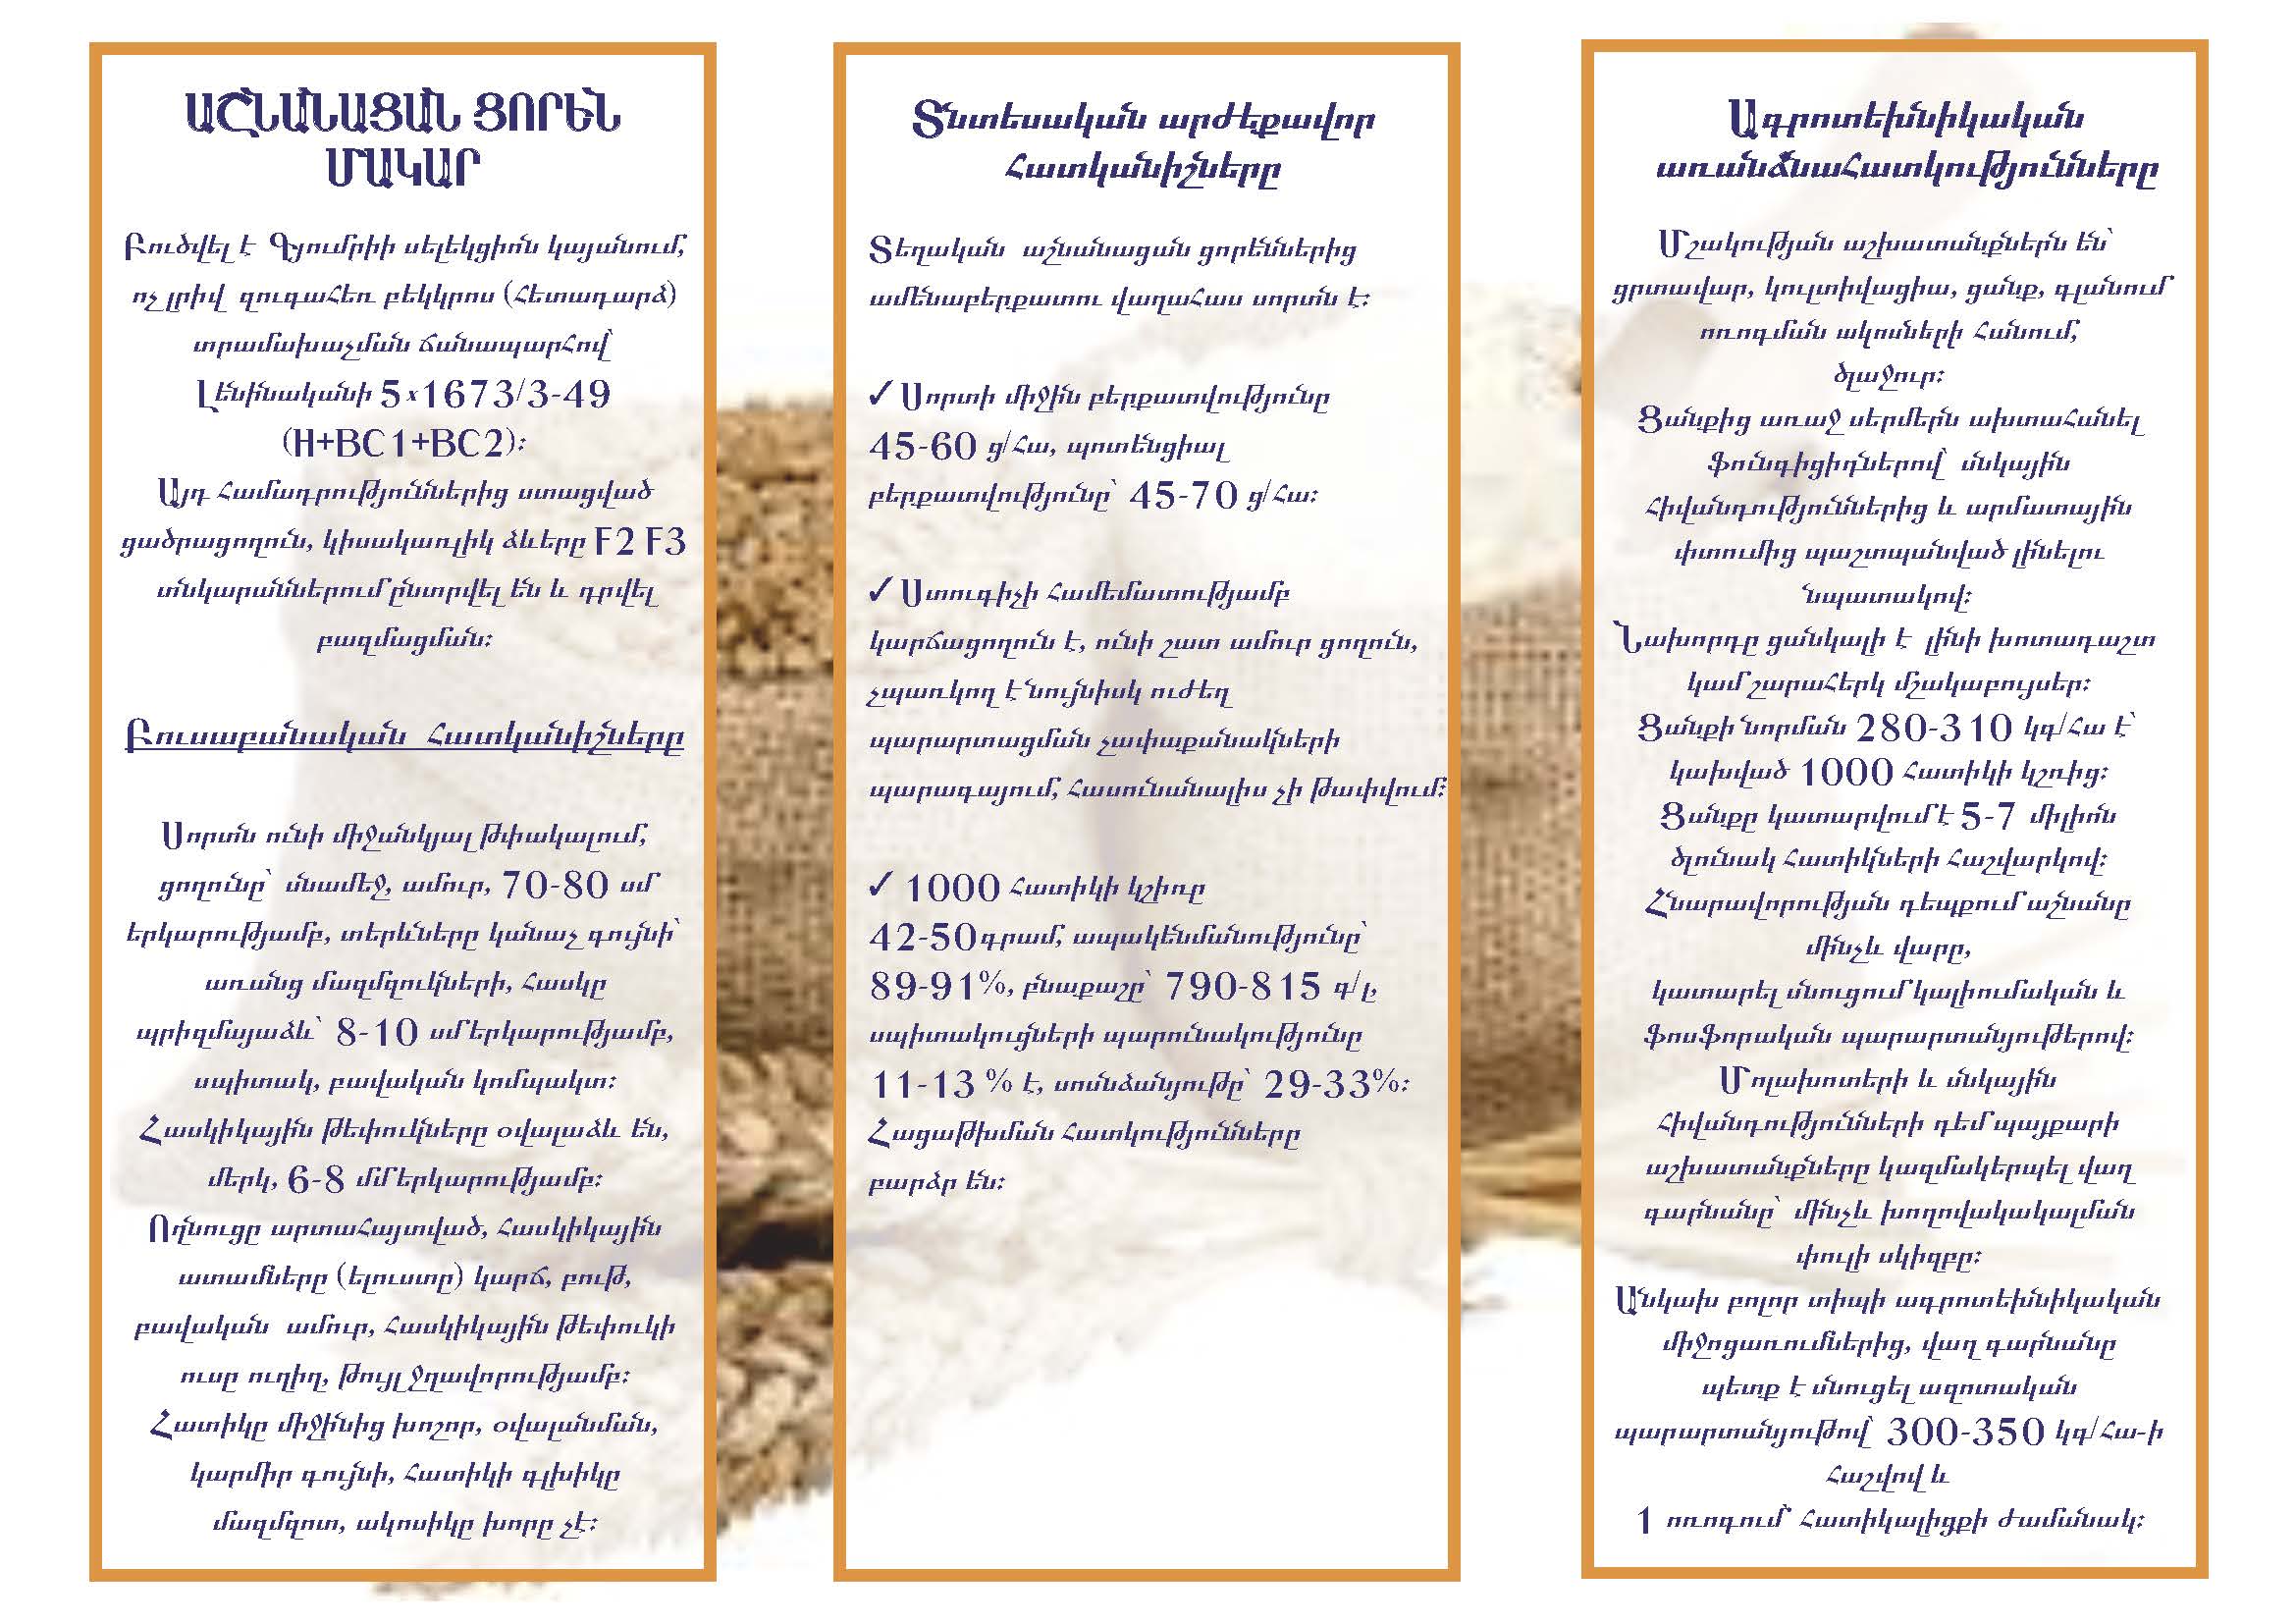 ԱՇՆԱՆԱՑԱՆ ՑՈՐԵՆ
ՄԱԿԱՐ
Բուծվել է Գյումրիի սելեկցիոն կայանում,
ոչ լրիվ զուգահեռ բեկկրոս (հետադարձ)
տրամախաչման ճանապարհով՝
Լենինականի 5x1673/3-49
(H+BC1+BC2):
Այդ համադրություններից ստացված
ցածրացողուն, կիսակառլիկ ձևերը F2 F3
տնկարաններում ընտրվել են և դրվել
բազմացման:
Բուսաբանական հատկանիշները
Սորտն ունի միջանկյալ թփակալում,
ցողունը՝ սնամեջ, ամուր, 70-80 սմ
երկարությամբ, տերևները կանաչ գույնի՝
առանց մազմզուկների, հասկը
պրիզմայաձև՝ 8-10 սմ երկարությամբ,
սպիտակ, բավական կոմպակտ:
Հասկիկային թեփուկները օվալաձև են,
մերկ, 6-8 մմ երկարությամբ:
Ողնուցը արտահայտված, հասկիկային
ատամները (ելուստը) կարճ, բութ,
բավական ամուր, հասկիկային թեփուկի
ուսը ուղիղ, թույլ ջղավորությամբ:
Հատիկը միջինից խոշոր, օվալանման,
կարմիր գույնի, հատիկի գլխիկը
մազմզոտ, ակոսիկը խորը չէ:
Տնտեսական արժեքավոր
հատկանիշները
Տեղական աշնանացան ցորեններից
ամենաբերքատու վաղահաս սորտն է:
✓ Սորտի միջին բերքատվությունը
45-60 ց/հա, պոտենցիալ
բերքատվությունը՝ 45-70 ց/հա:
✓ Ստուգիչի համեմատությամբ
կարճացողուն է, ունի շատ ամուր ցողուն,
չպառկող է նույնիսկ ուժեղ
պարարտացման չափաքանակների
պարագայում, հասունանալիս չի թափվում:
✓ 1000 հատիկի կշիռը
42-50գրամ, ապակենմանությունը՝
89-91%, բնաքաշը՝ 790-815 գ/լ,
սպիտակուցների պարունակությունը
11-13 % է, սոսնձանյութը՝ 29-33%:
Հացաթխման հատկությունները
բարձր են:
Ագրոտեխնիկական
առանձնահատկությունները
Մշակության աշխատանքներն են՝
ցրտավար, կուլտիվացիա, ցանք, գլանում
ոռոգման ակոսների հանում,
ծլաջուր:
Ցանքից առաջ սերմերն ախտահանել
ֆունգիցիդներով՝ սնկային
հիվանդություններից և արմատային
փտումից պաշտպանված լինելու
նպատակով:
Նախորդը ցանկալի է լինի խոտադաշտ
կամ շարահերկ մշակաբույսեր:
Ցանքի նորման 280-310 կգ/հա է՝
կախված 1000 հատիկի կշռից:
Ցանքը կատարվում է 5-7 միլիոն
ծլունակ հատիկների հաշվարկով:
Հնարավորության դեպքում աշնանը
մինչև վարը,
կատարել սնուցում կալիումական և
ֆոսֆորական պարարտանյութերով:
Մոլախոտերի և սնկային
հիվանդությունների դեմ պայքարի
աշխատանքները կազմակերպել վաղ
գարնանը՝ մինչև խողովակակալման
փուլի սկիզբը:
Անկախ բոլոր տիպի ագրոտեխնիկական
միջոցառումներից, վաղ գարնանը
պետք է սնուցել ազոտական
պարարտանյութով՝ 300-350 կգ/հա-ի
հաշվով և
1 ոռոգում՝ հատիկալիցքի ժամանակ: